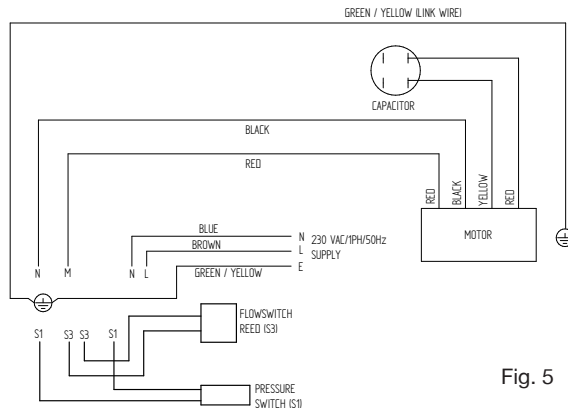 GREEN / YELLOW (LINK WIRE)
CAPACITOR
BLACK
RED
RED
BLACK
YELLOW
RED
MOTOR
BLUE
BROWN
GREEN / YELLOW
N
L
E
230 VAC/1PH/50Hz
SUPPLY
N
M
N
L
S1
S3
S3
S1
FLOWSWITCH
REED (S3)
PRESSURE
SWITCH (S1)
Fig. 5